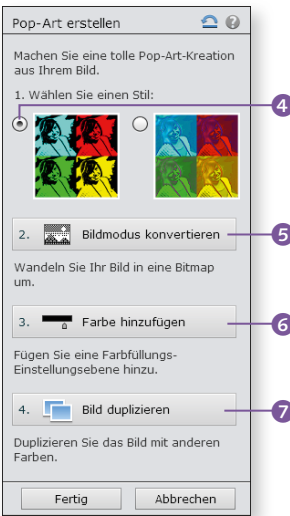 Pop-Art erstellen
Machen Sie eine tolle Pop-Art-Kreation
aus Ihrem Bild.
1. Wählen Sie einen Stil:
4
2. Bildmodus konvertieren
5
Wandeln Sie Ihr Bild in eine Bitmap
um.
3. Farbe hinzufügen
6
Fügen Sie eine Farbfüllungs-
Einstellungsebene hinzu.
4. Bild duplizieren
7
Duplizieren Sie das Bild mit anderen
Farben.
Fertig Abbrechen